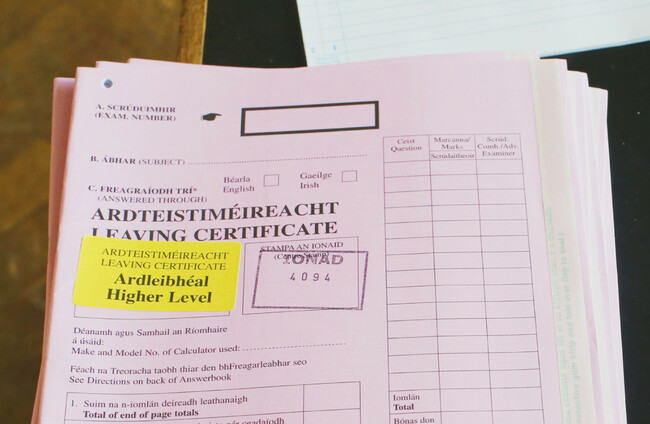 A. SCRÚDUIMHIR
(EXAM. NUMBER)
B. ÁBHAR (SUBJECT)
Béarla
English
Gaeilge
Irish
C. FREAGRAÍODH TRÍ*
(ANSWERED THROUGH)
ARDTEISTIMÉIREACHT
LEAVING CERTIFICATE
ARDTEISTIMÉIREACHT
LEAVING CERTIFICATE
Ardleibhéal
Higher Level
STAMPA AN IONAID
IONAD
4094
Déanamh agus Samhail an Ríomhaire
á úsáid:
Make and Model No. of Calculator used:
Féach na Treoracha taobh thiar den bhFreagarleabhar seo
See Directions on back of Answerbook
1. Suim na n-iomlán deireadh leathanaigh
Total of end of page totals
Ceist
Question
Marcanna/
Marks
Scrúdaitheoir
Scrúd.
Comh./Adv.
Examiner
Iomlán
Total
Bónas don